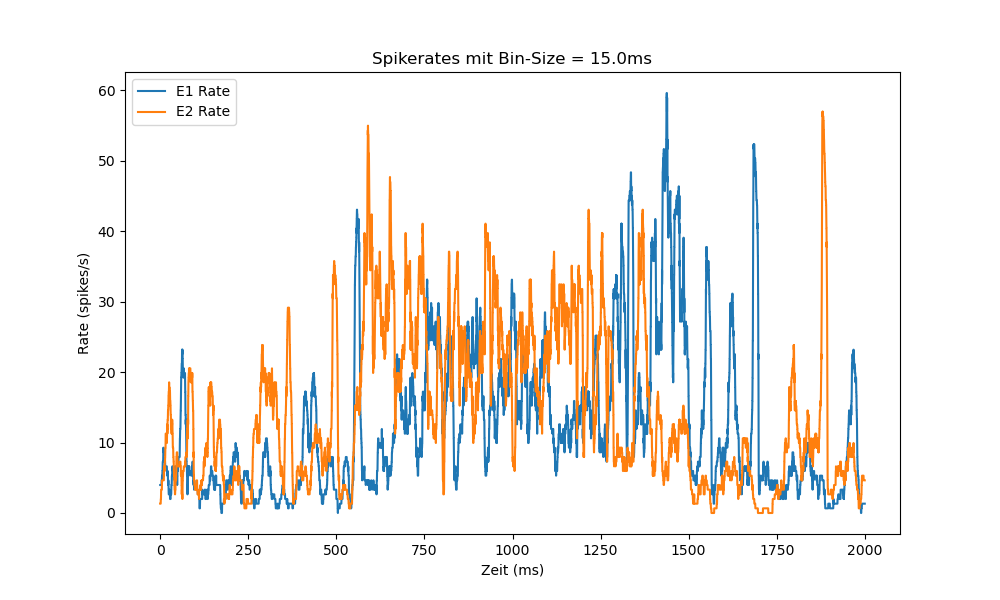 Spikerates mit Bin-Size = 15.0ms
E1 Rate
E2 Rate
60
50
40
30
20
10
0
Rate (spikes/s)
0 250 500 750 1000 1250 1500 1750 2000
Zeit (ms)